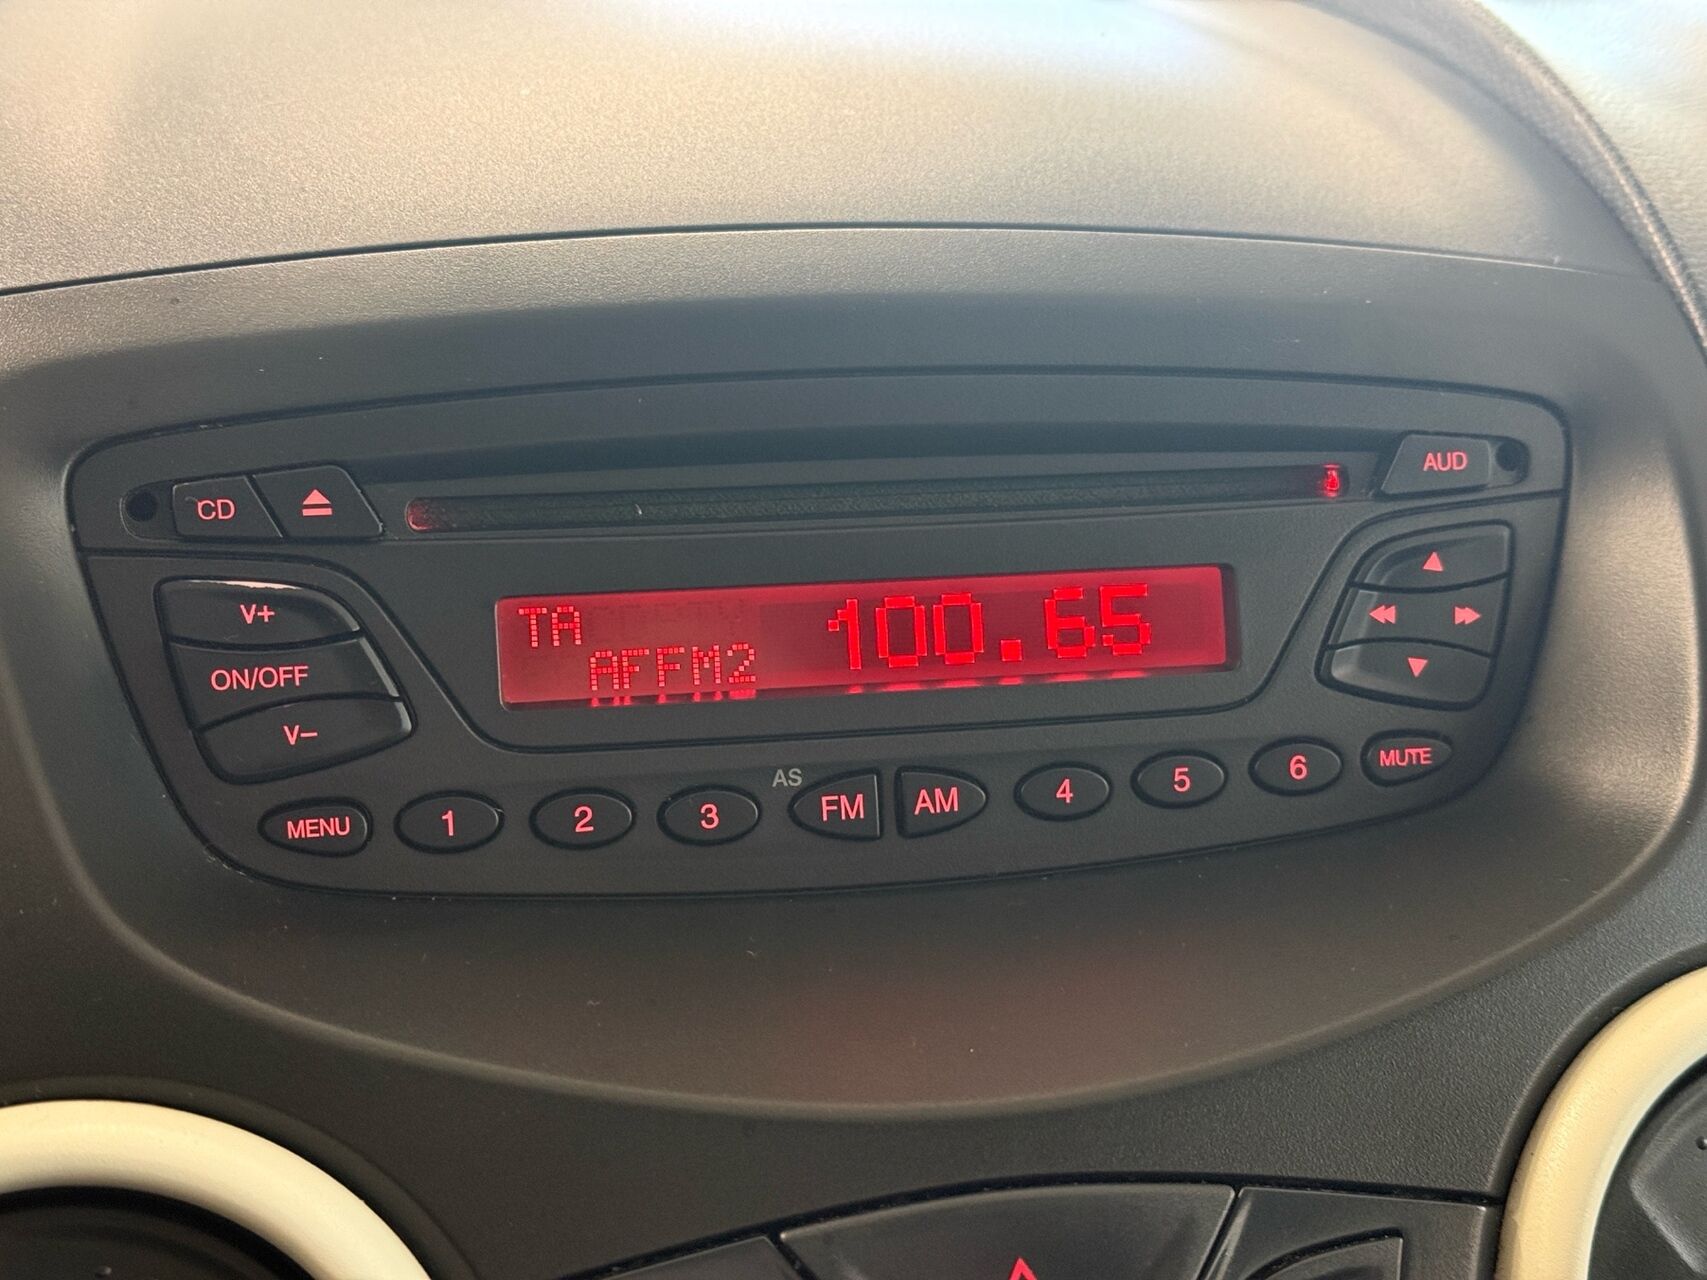 CD
AUD
V+
ON/OFF
V−
TA
AFFM2
100.65
AS
MENU
1
2
3
FM
AM
4
5
6
MUTE